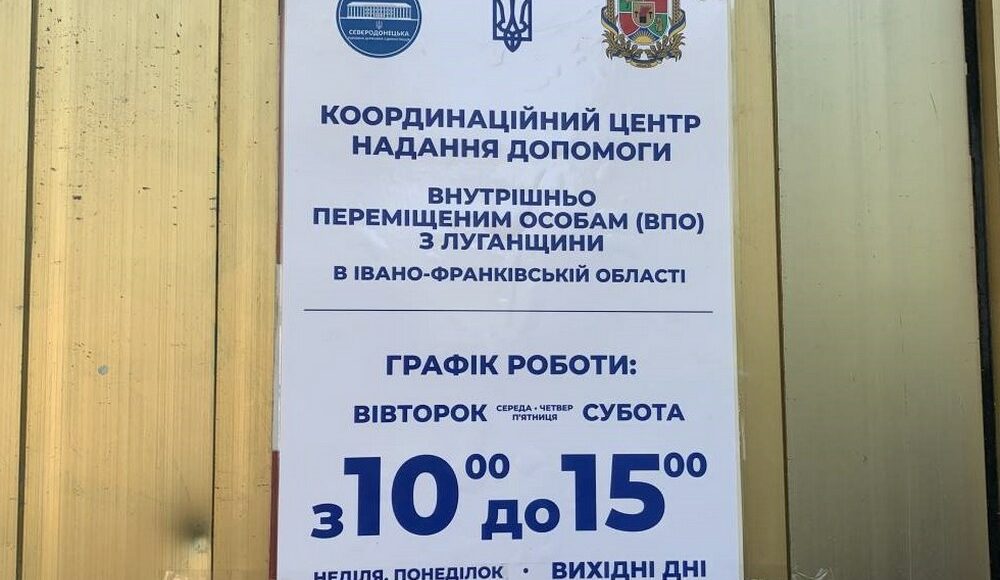 СЄВЄРОДОНЕЦЬКА
КООРДИНАЦІЙНИЙ ЦЕНТР
НАДАННЯ ДОПОМОГИ
ВНУТРІШНЬО
ПЕРЕМІЩЕНИМ ОСОБАМ (ВПО)
З ЛУГАНЩИНИ
В ІВАНО-ФРАНКІВСЬКІЙ ОБЛАСТІ
ГРАФІК РОБОТИ:
ВІВТОРОК СЕРЕДА • ЧЕТВЕР П'ЯТНИЦЯ СУБОТА
з 10 00 до 15 00
НЕДІЛЯ, ПОНЕДІЛОК • ВИХІДНІ ДНІ